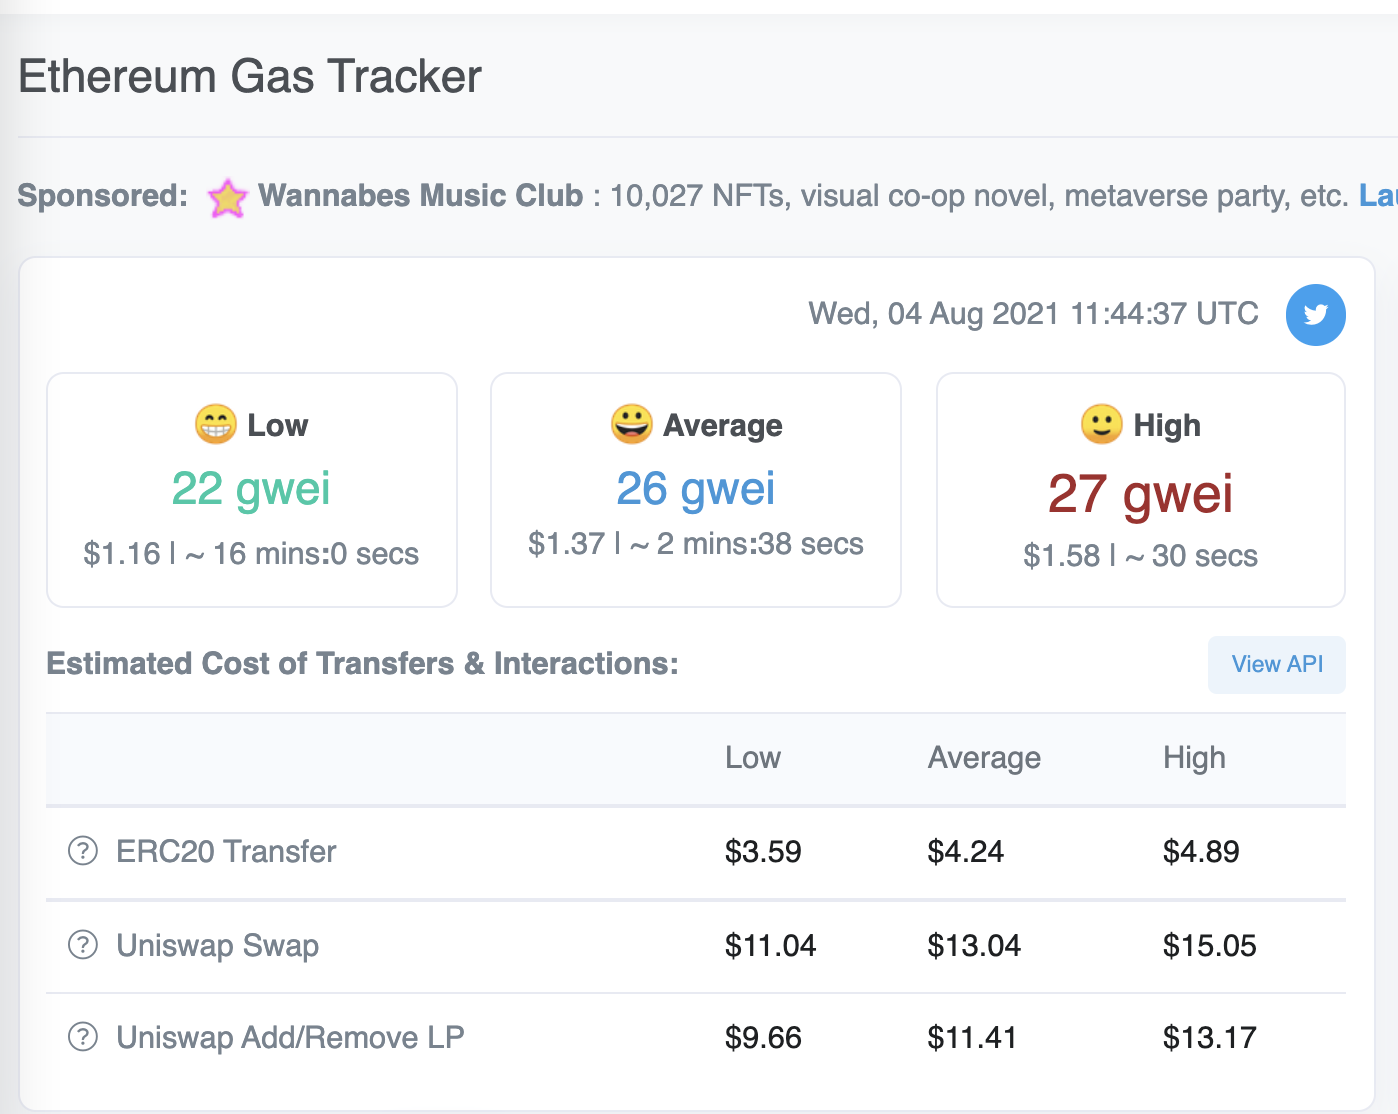 Ethereum Gas Tracker
Sponsored: Wannabes Music Club : 10,027 NFTs, visual co-op novel, metaverse party, etc.
Wed, 04 Aug 2021 11:44:37 UTC
😁 Low
22 gwei
$1.16 | ~ 16 mins:0 secs
😀 Average
26 gwei
$1.37 | ~ 2 mins:38 secs
🙂 High
27 gwei
$1.58 | ~ 30 secs
Estimated Cost of Transfers & Interactions:
View API
Low Average High
? ERC20 Transfer $3.59 $4.24 $4.89
? Uniswap Swap $11.04 $13.04 $15.05
? Uniswap Add/Remove LP $9.66 $11.41 $13.17